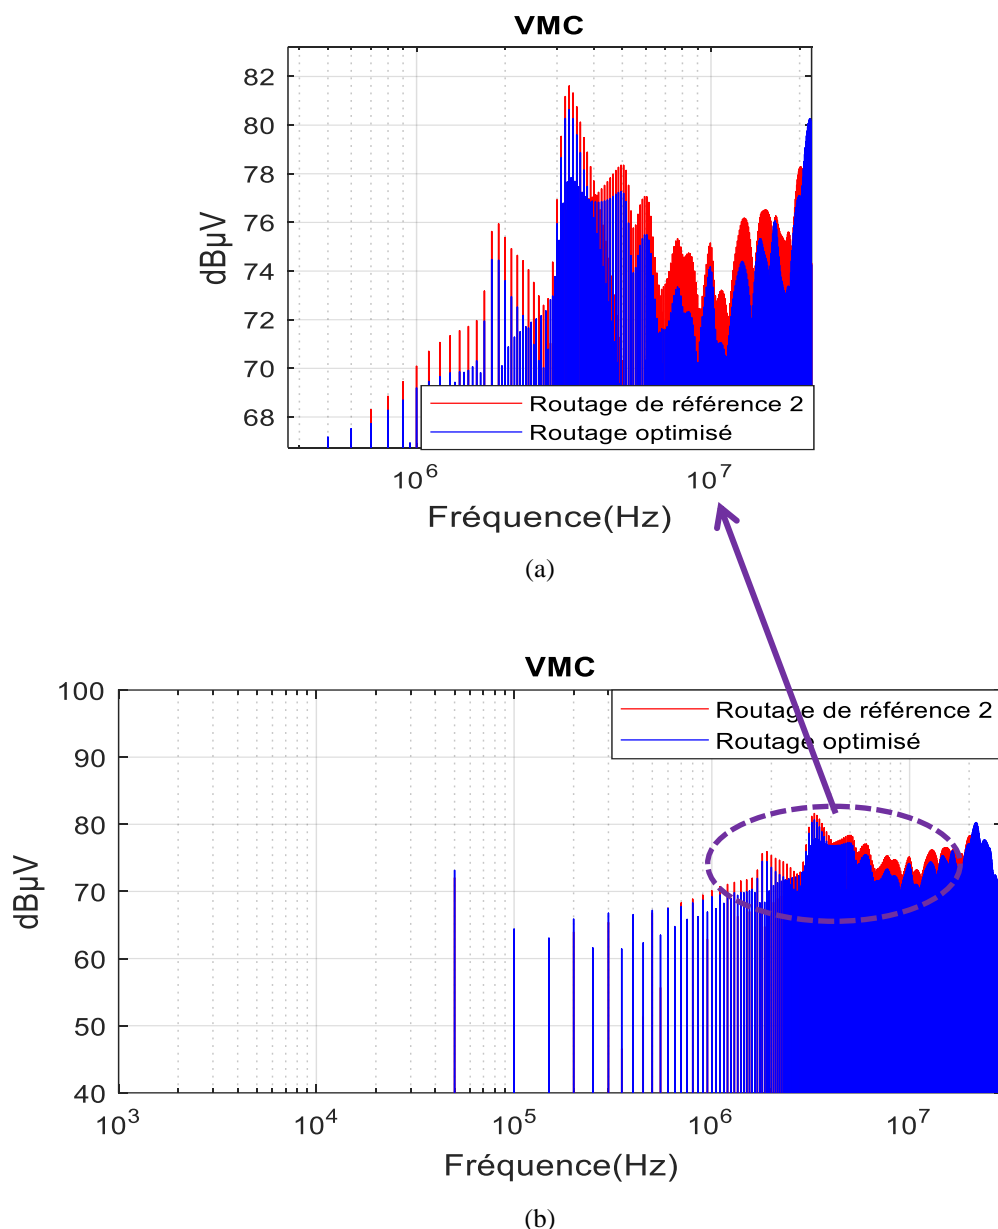 VMC
82
80
78
76
74
72
70
68
dBµV
Routage de référence 2
Routage optimisé
10^6 10^7
Fréquence(Hz)
(a)
VMC
100
90
80
70
60
50
40
dBµV
Routage de référence 2
Routage optimisé
10^3 10^4 10^5 10^6 10^7
Fréquence(Hz)
(b)